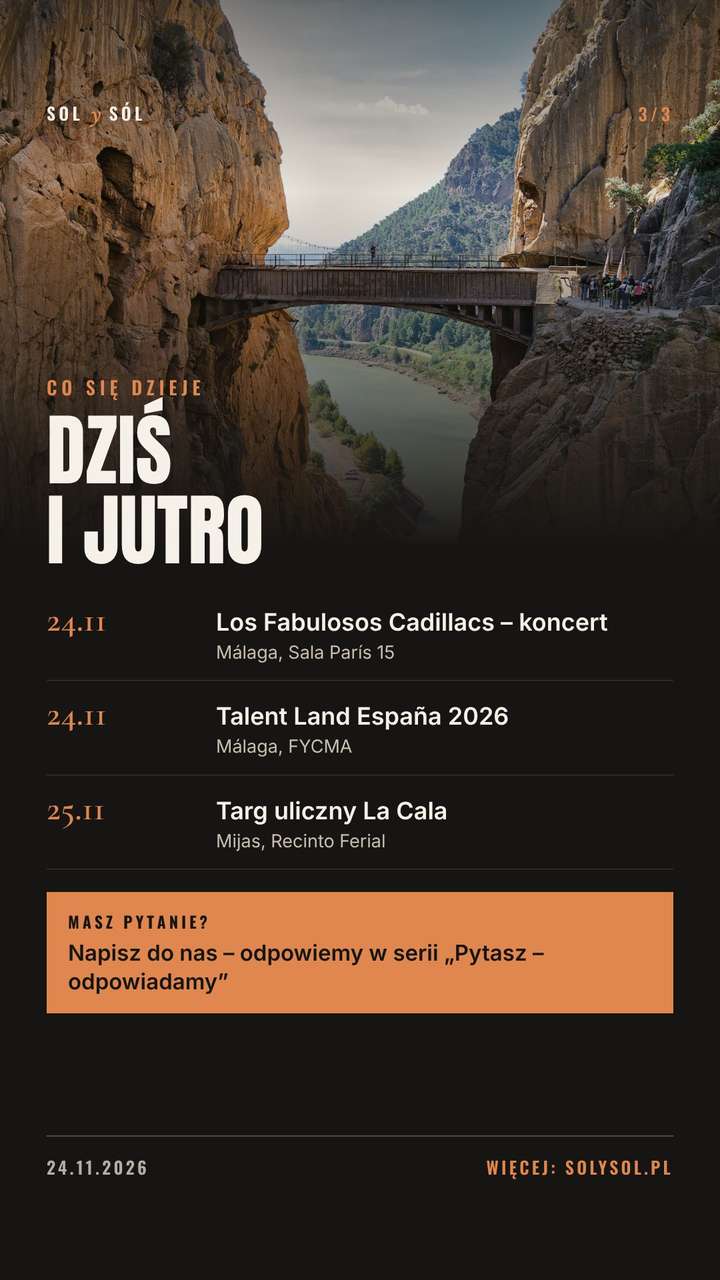 SOL y SÓL
3/3
CO SIĘ DZIEJE
DZIŚ
I JUTRO
24.11
Los Fabulosos Cadillacs – koncert
Málaga, Sala París 15
24.11
Talent Land España 2026
Málaga, FYCMA
25.11
Targ uliczny La Cala
Mijas, Recinto Ferial
MASZ PYTANIE?
Napisz do nas – odpowiemy w serii „Pytasz –
odpowiadamy”
24.11.2026
WIĘCEJ: SOLYSOL.PL